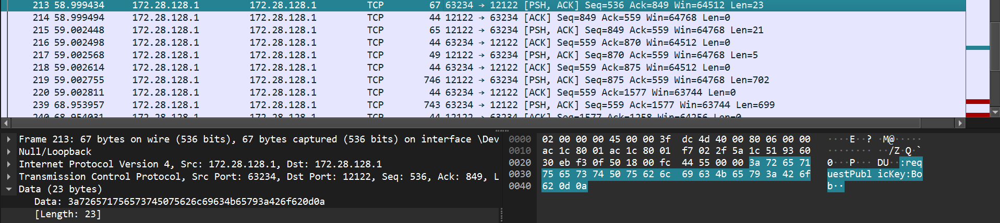 213 58.999434 172.28.128.1 172.28.128.1 TCP 67 63234 → 12122 [PSH, ACK] Seq=536 Ack=849 Win=64512 Len=23
214 58.999494 172.28.128.1 172.28.128.1 TCP 44 12122 → 63234 [ACK] Seq=849 Ack=559 Win=64768 Len=0
215 59.002448 172.28.128.1 172.28.128.1 TCP 65 12122 → 63234 [PSH, ACK] Seq=849 Ack=559 Win=64768 Len=21
216 59.002498 172.28.128.1 172.28.128.1 TCP 44 63234 → 12122 [ACK] Seq=559 Ack=870 Win=64512 Len=0
217 59.002568 172.28.128.1 172.28.128.1 TCP 49 12122 → 63234 [PSH, ACK] Seq=870 Ack=559 Win=64768 Len=5
218 59.002614 172.28.128.1 172.28.128.1 TCP 44 63234 → 12122 [ACK] Seq=559 Ack=875 Win=64512 Len=0
219 59.002755 172.28.128.1 172.28.128.1 TCP 746 12122 → 63234 [PSH, ACK] Seq=875 Ack=559 Win=64768 Len=702
220 59.002811 172.28.128.1 172.28.128.1 TCP 44 63234 → 12122 [ACK] Seq=559 Ack=1577 Win=63744 Len=0
239 68.953957 172.28.128.1 172.28.128.1 TCP 743 63234 → 12122 [PSH, ACK] Seq=559 Ack=1577 Win=63744 Len=699
240 68.954031 172.28.128.1 172.28.128.1 TCP 44 12122 → 63234 [ACK] Seq=1577 Ack=1258 Win=64256 Len=0
Frame 213: 67 bytes on wire (536 bits), 67 bytes captured (536 bits) on interface \Dev
Null/Loopback
Internet Protocol Version 4, Src: 172.28.128.1, Dst: 172.28.128.1
Transmission Control Protocol, Src Port: 63234, Dst Port: 12122, Seq: 536, Ack: 849, L
Data (23 bytes)
Data: 3a726571756573745075626c69634b65793a426f620d0a
[Length: 23]
0000 02 00 00 00 45 00 00 3f dc 4d 40 00 80 06 00 00 ····E··? ·M@·····
0010 ac 1c 80 01 ac 1c 80 01 f7 02 2f 5a 1c 51 93 60 ········ ··/Z·Q·`
0020 30 eb f3 0f 50 18 00 fc 44 55 00 00 3a 72 65 71 0···P··· DU··:req
0030 75 65 73 74 50 75 62 6c 69 63 4b 65 79 3a 42 6f uestPubl icKey:Bo
0040 62 0d 0a b··